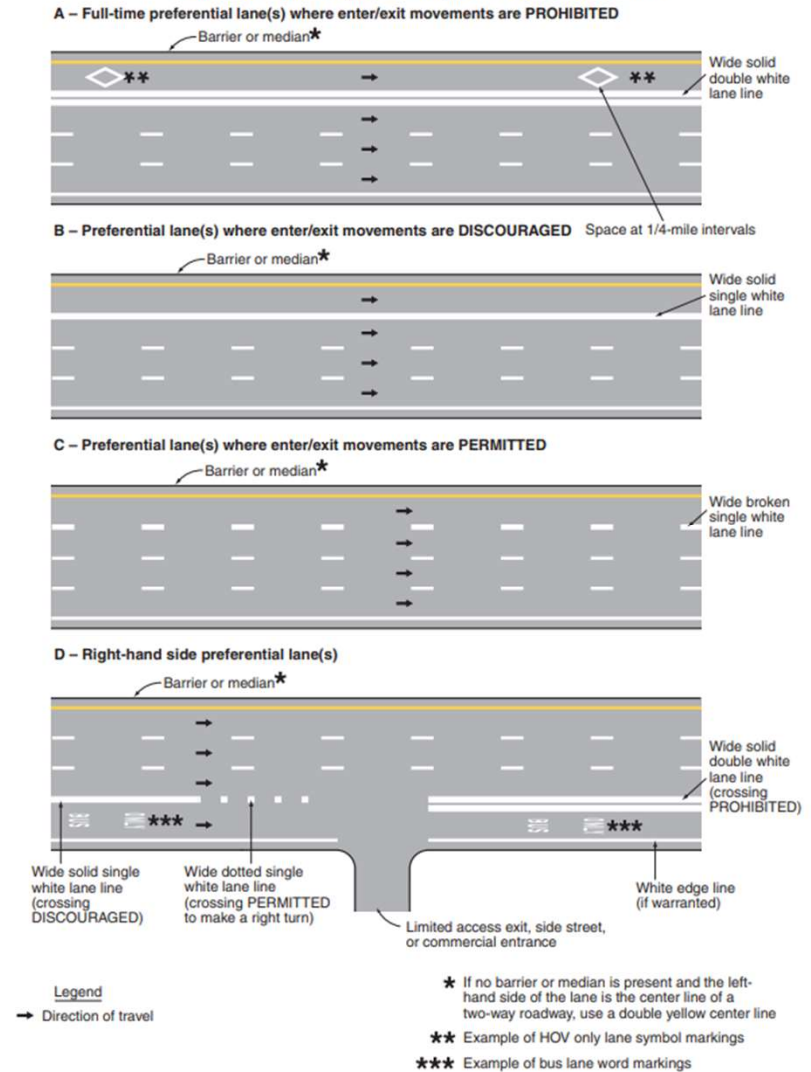 A – Full-time preferential lane(s) where enter/exit movements are PROHIBITED
Barrier or median*
**
**
Wide solid
double white
lane line
Space at 1/4-mile intervals
B – Preferential lane(s) where enter/exit movements are DISCOURAGED
Barrier or median*
Wide solid
single white
lane line
C – Preferential lane(s) where enter/exit movements are PERMITTED
Barrier or median*
Wide broken
single white
lane line
D – Right-hand side preferential lane(s)
Barrier or median*
Wide solid
double white
lane line
(crossing
PROHIBITED)
BUS ONLY ***
BUS ONLY ***
Wide solid single
white lane line
(crossing
DISCOURAGED)
Wide dotted single
white lane line
(crossing PERMITTED
to make a right turn)
White edge line
(if warranted)
Limited access exit, side street,
or commercial entrance
Legend
Direction of travel
* If no barrier or median is present and the left-
hand side of the lane is the center line of a
two-way roadway, use a double yellow center line
** Example of HOV only lane symbol markings
*** Example of bus lane word markings